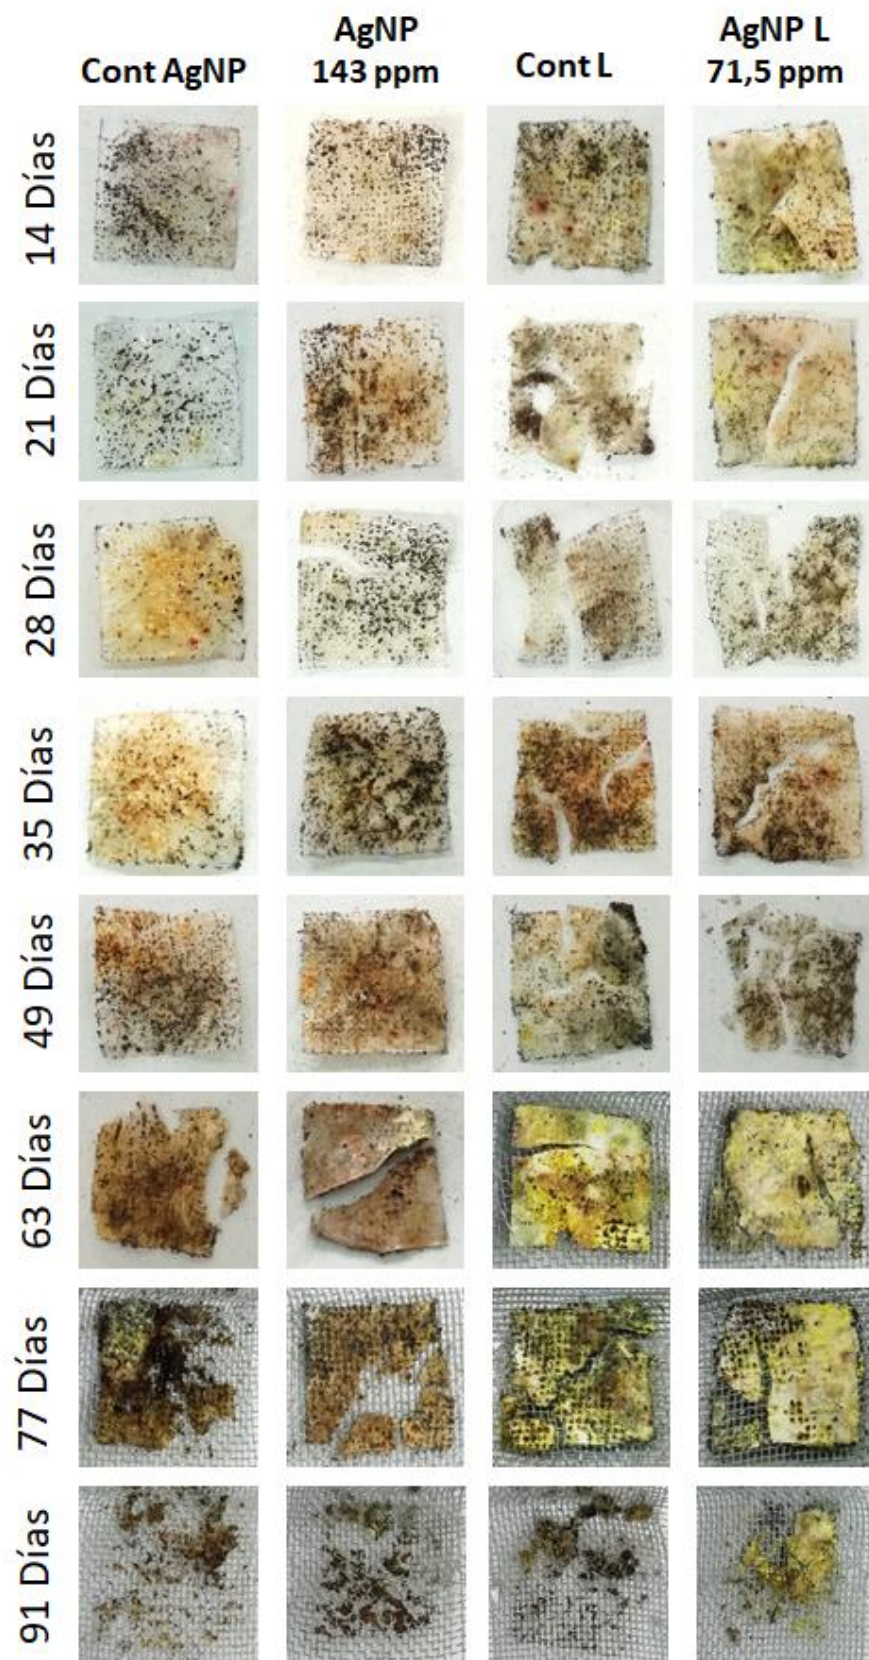 Cont AgNP
AgNP
143 ppm
Cont L
AgNP L
71,5 ppm
14 Días
21 Días
28 Días
35 Días
49 Días
63 Días
77 Días
91 Días